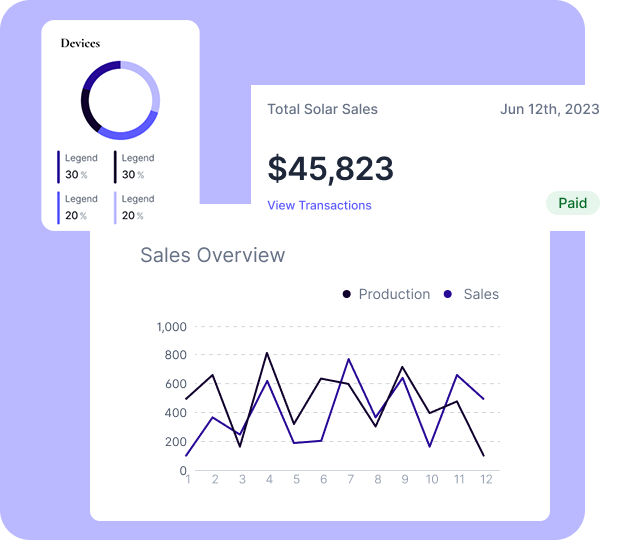 Devices
Legend
30 %
Legend
30 %
Legend
20 %
Legend
20 %
Total Solar Sales
Jun 12th, 2023
$45,823
View Transactions
Paid
Sales Overview
Production
Sales
1,000
800
600
400
200
0
1 2 3 4 5 6 7 8 9 10 11 12